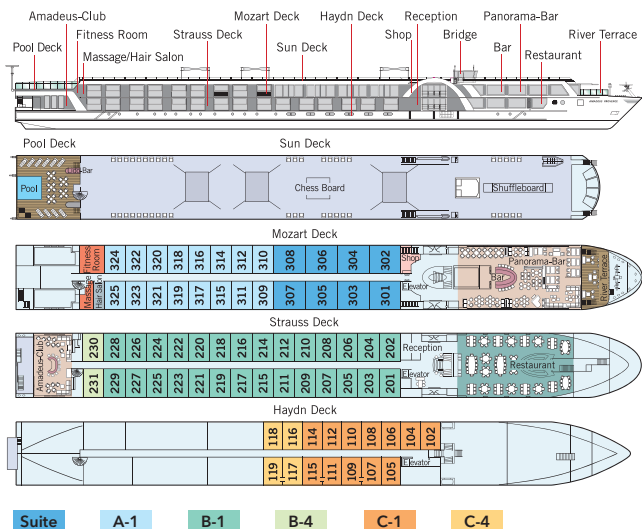 Amadeus-Club
Mozart Deck
Haydn Deck
Reception
Panorama-Bar
Fitness Room
Strauss Deck
Shop
Bridge
Bar
River Terrace
Pool Deck
Massage/Hair Salon
Sun Deck
Restaurant
AMADEUS PROVENCE
Pool Deck
Sun Deck
Pool
Lido-Bar
Chess Board
Shuffleboard
Mozart Deck
Fitness
Room
324 322 320 318 316 314 312 310 308 306 304 302
Shop
Panorama-Bar
Bar
River Terrace
Massage
Hair Salon
325 323 321 319 317 315 311 309 307 305 303 301
Elevator
Strauss Deck
Amadeus-Club
230 228 226 224 222 220 218 216 214 212 210 208 206 204 202
Reception
Restaurant
231 229 227 225 223 221 219 217 215 211 209 207 205 203 201
Elevator
Haydn Deck
118 116 114 112 110 108 106 104 102
119 117 115 111 109 107 105
Elevator
Suite
A-1
B-1
B-4
C-1
C-4